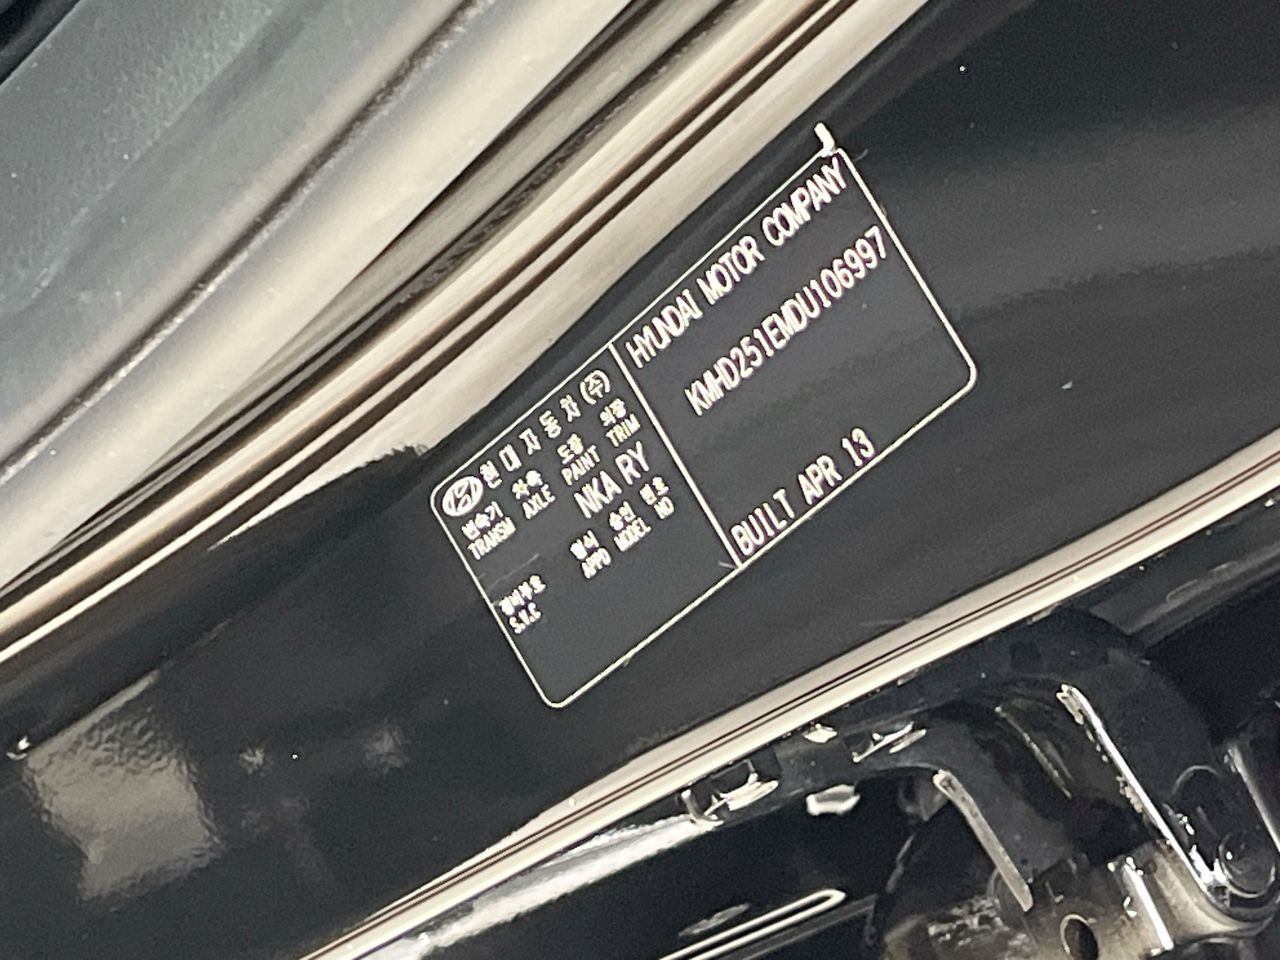 현대자동차(주)
변속기 차축 도장 의장
TRANSM AXLE PAINT TRIM
NKA RY
형식 승인 번호
APPD MODEL NO
정비부호
S.V.C
HYUNDAI MOTOR COMPANY
KMHD251EMDU106997
BUILT APR 13